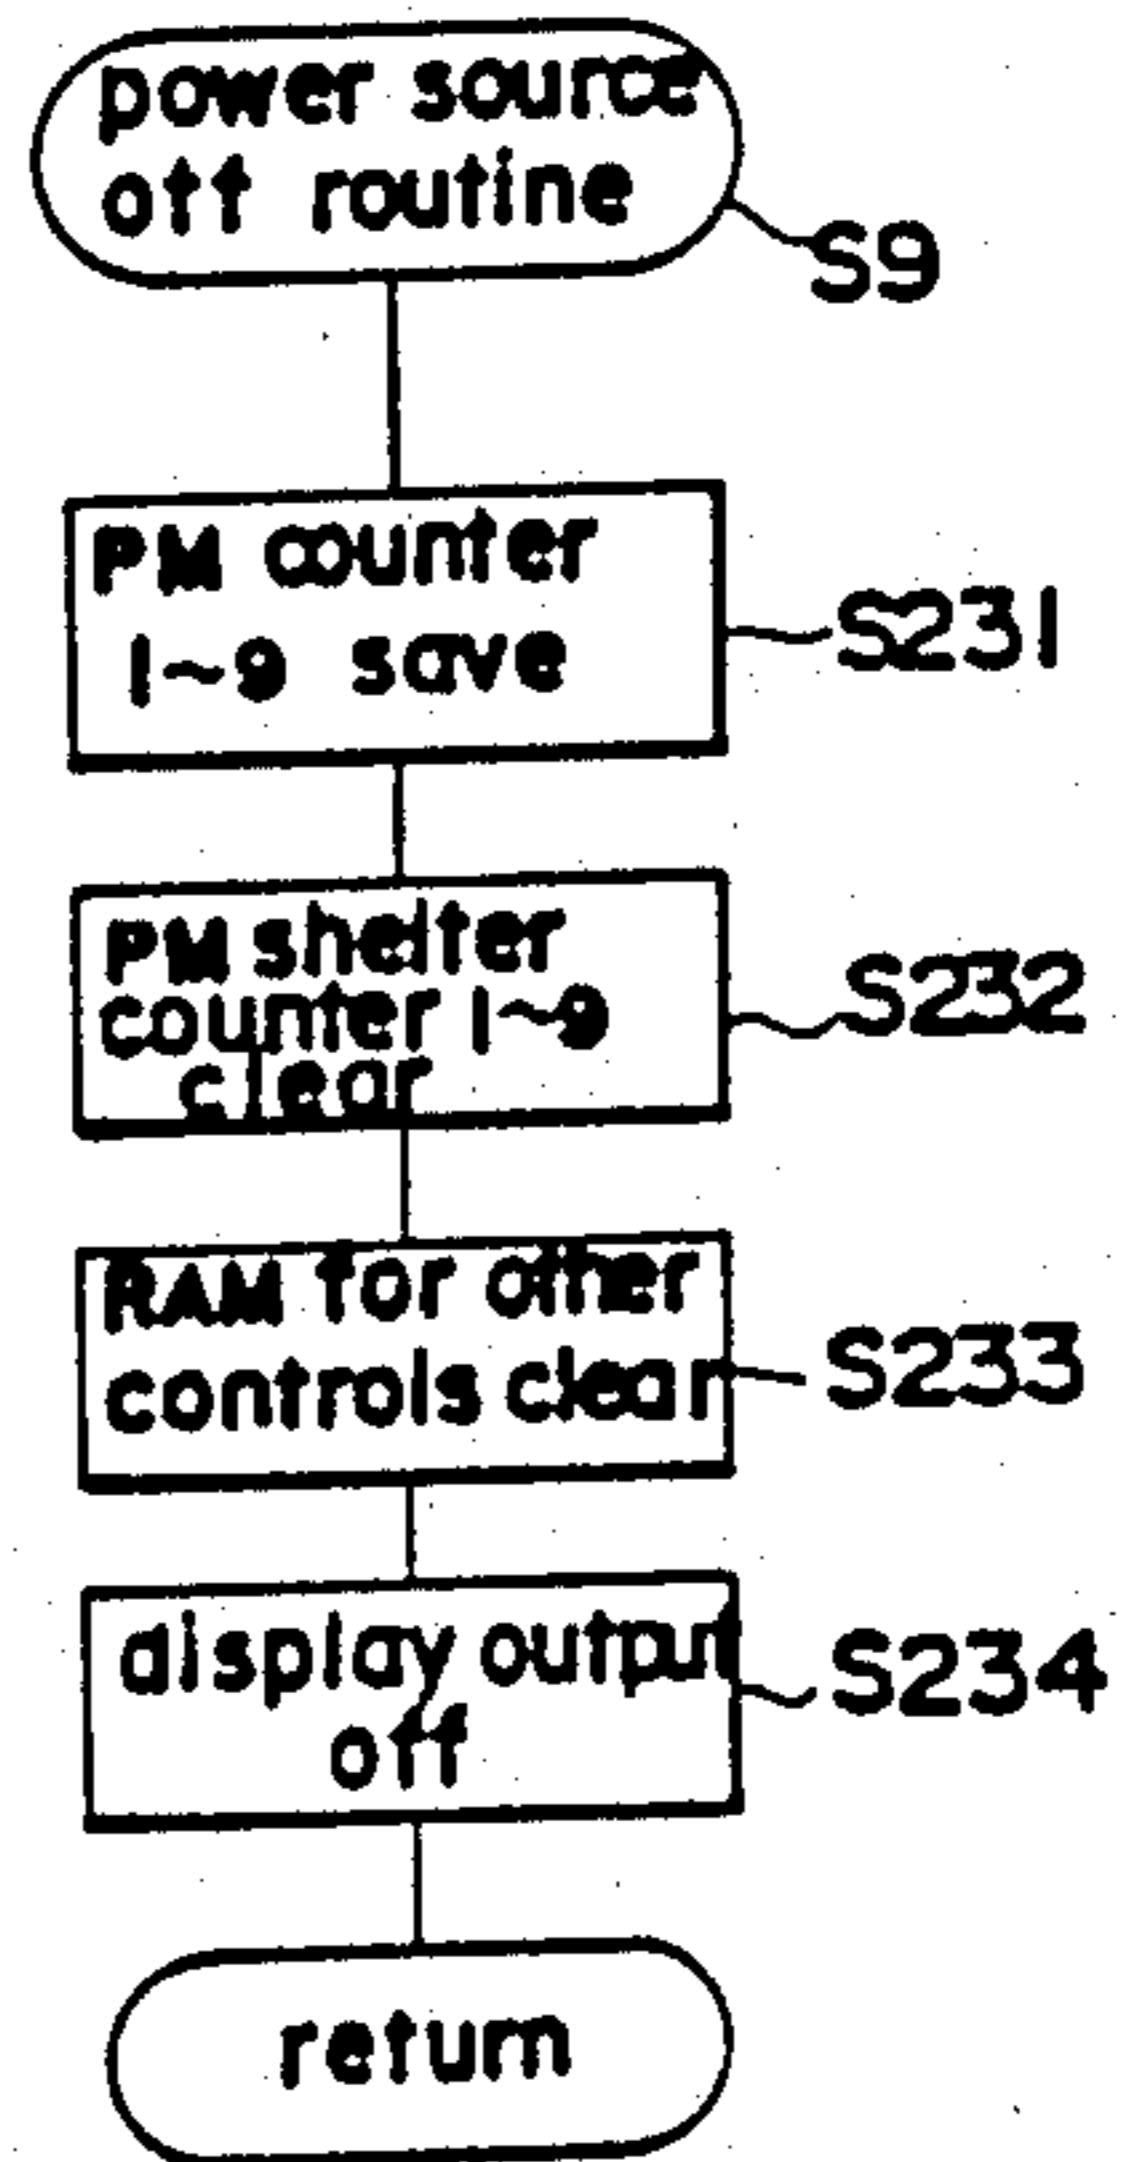 power source
off routine
S9
PM counter
1~9 save
S231
PM shelter
counter 1~9
clear
S232
RAM for other
controls clear
S233
display output
off
S234
return